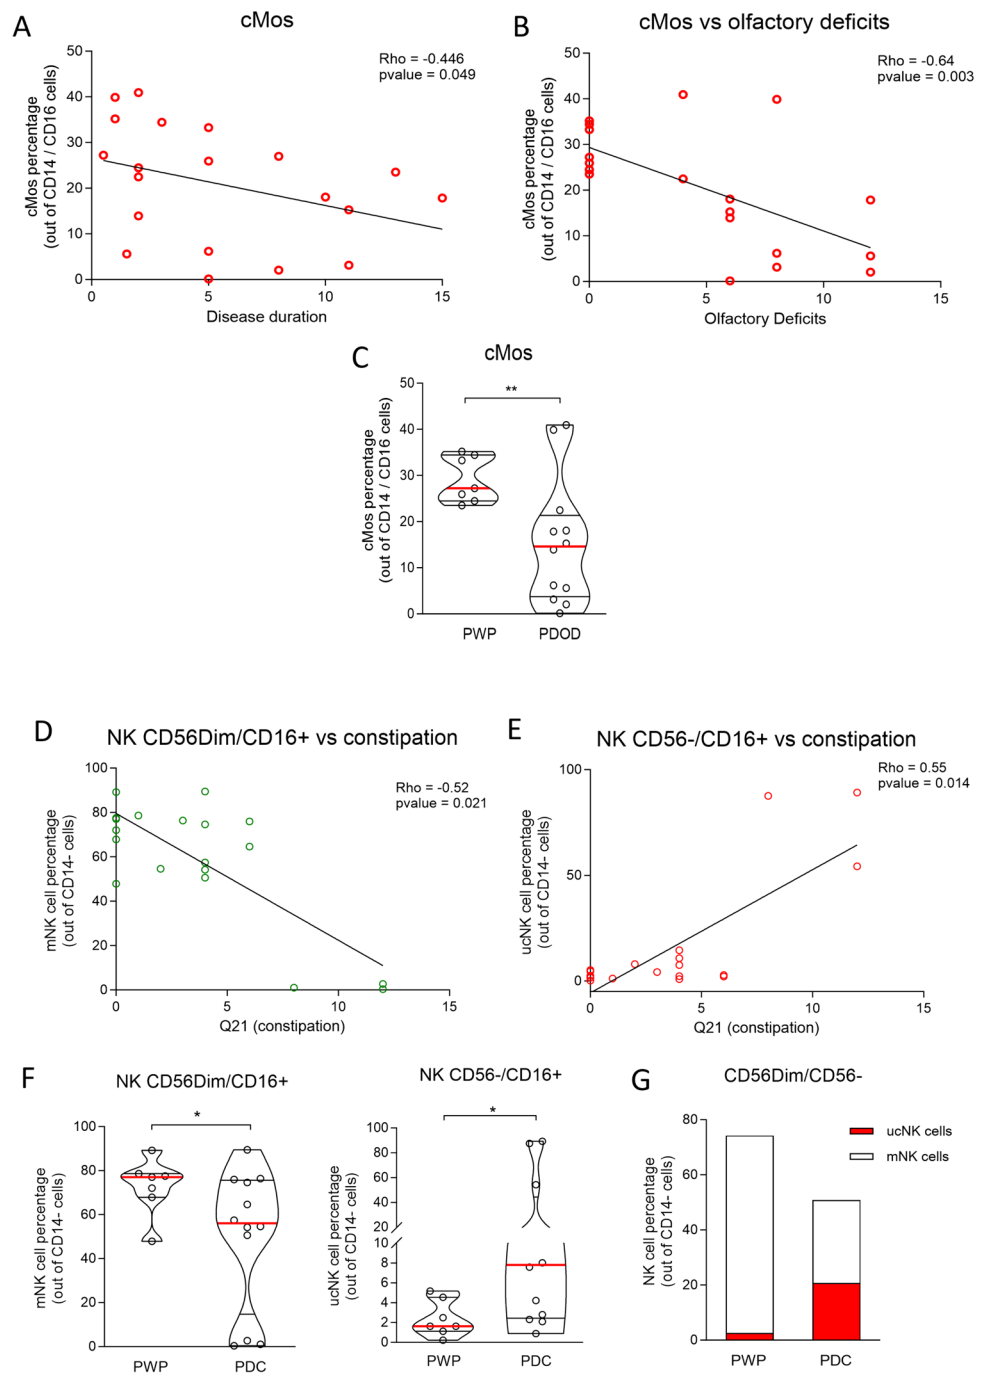 A
cMos
Rho = -0.446
pvalue = 0.049
cMos percentage
(out of CD14 / CD16 cells)
50
40
30
20
10
0
0
5
10
15
Disease duration
B
cMos vs olfactory deficits
Rho = -0.64
pvalue = 0.003
cMos percentage
(out of CD14 / CD16 cells)
50
40
30
20
10
0
0
5
10
15
Olfactory Deficits
C
cMos
**
cMos percentage
(out of CD14 / CD16 cells)
50
40
30
20
10
0
PWP
PDOD
D
NK CD56Dim/CD16+ vs constipation
Rho = -0.52
pvalue = 0.021
mNK cell percentage
(out of CD14- cells)
100
80
60
40
20
0
0
5
10
15
Q21 (constipation)
E
NK CD56-/CD16+ vs constipation
Rho = 0.55
pvalue = 0.014
ucNK cell percentage
(out of CD14- cells)
100
50
0
0
5
10
15
Q21 (constipation)
F
NK CD56Dim/CD16+
*
mNK cell percentage
(out of CD14- cells)
100
80
60
40
20
0
PWP
PDC
NK CD56-/CD16+
*
ucNK cell percentage
(out of CD14- cells)
100
80
60
40
20
10
8
6
4
2
0
PWP
PDC
G
CD56Dim/CD56-
ucNK cells
mNK cells
NK cell percentage
(out of CD14- cells)
80
60
40
20
0
PWP
PDC